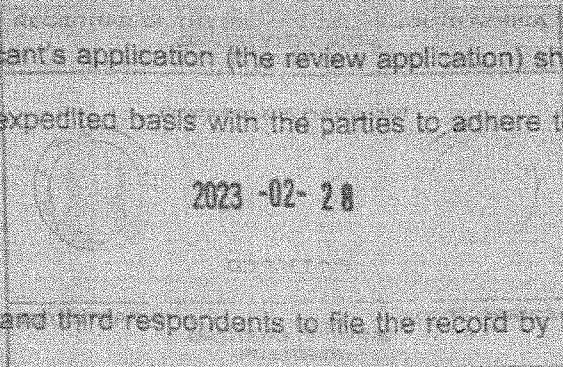 cant's application (the review application) sh
expedited basis with the parties to adhere t
2023 -02- 28
and third respondents to file the record by